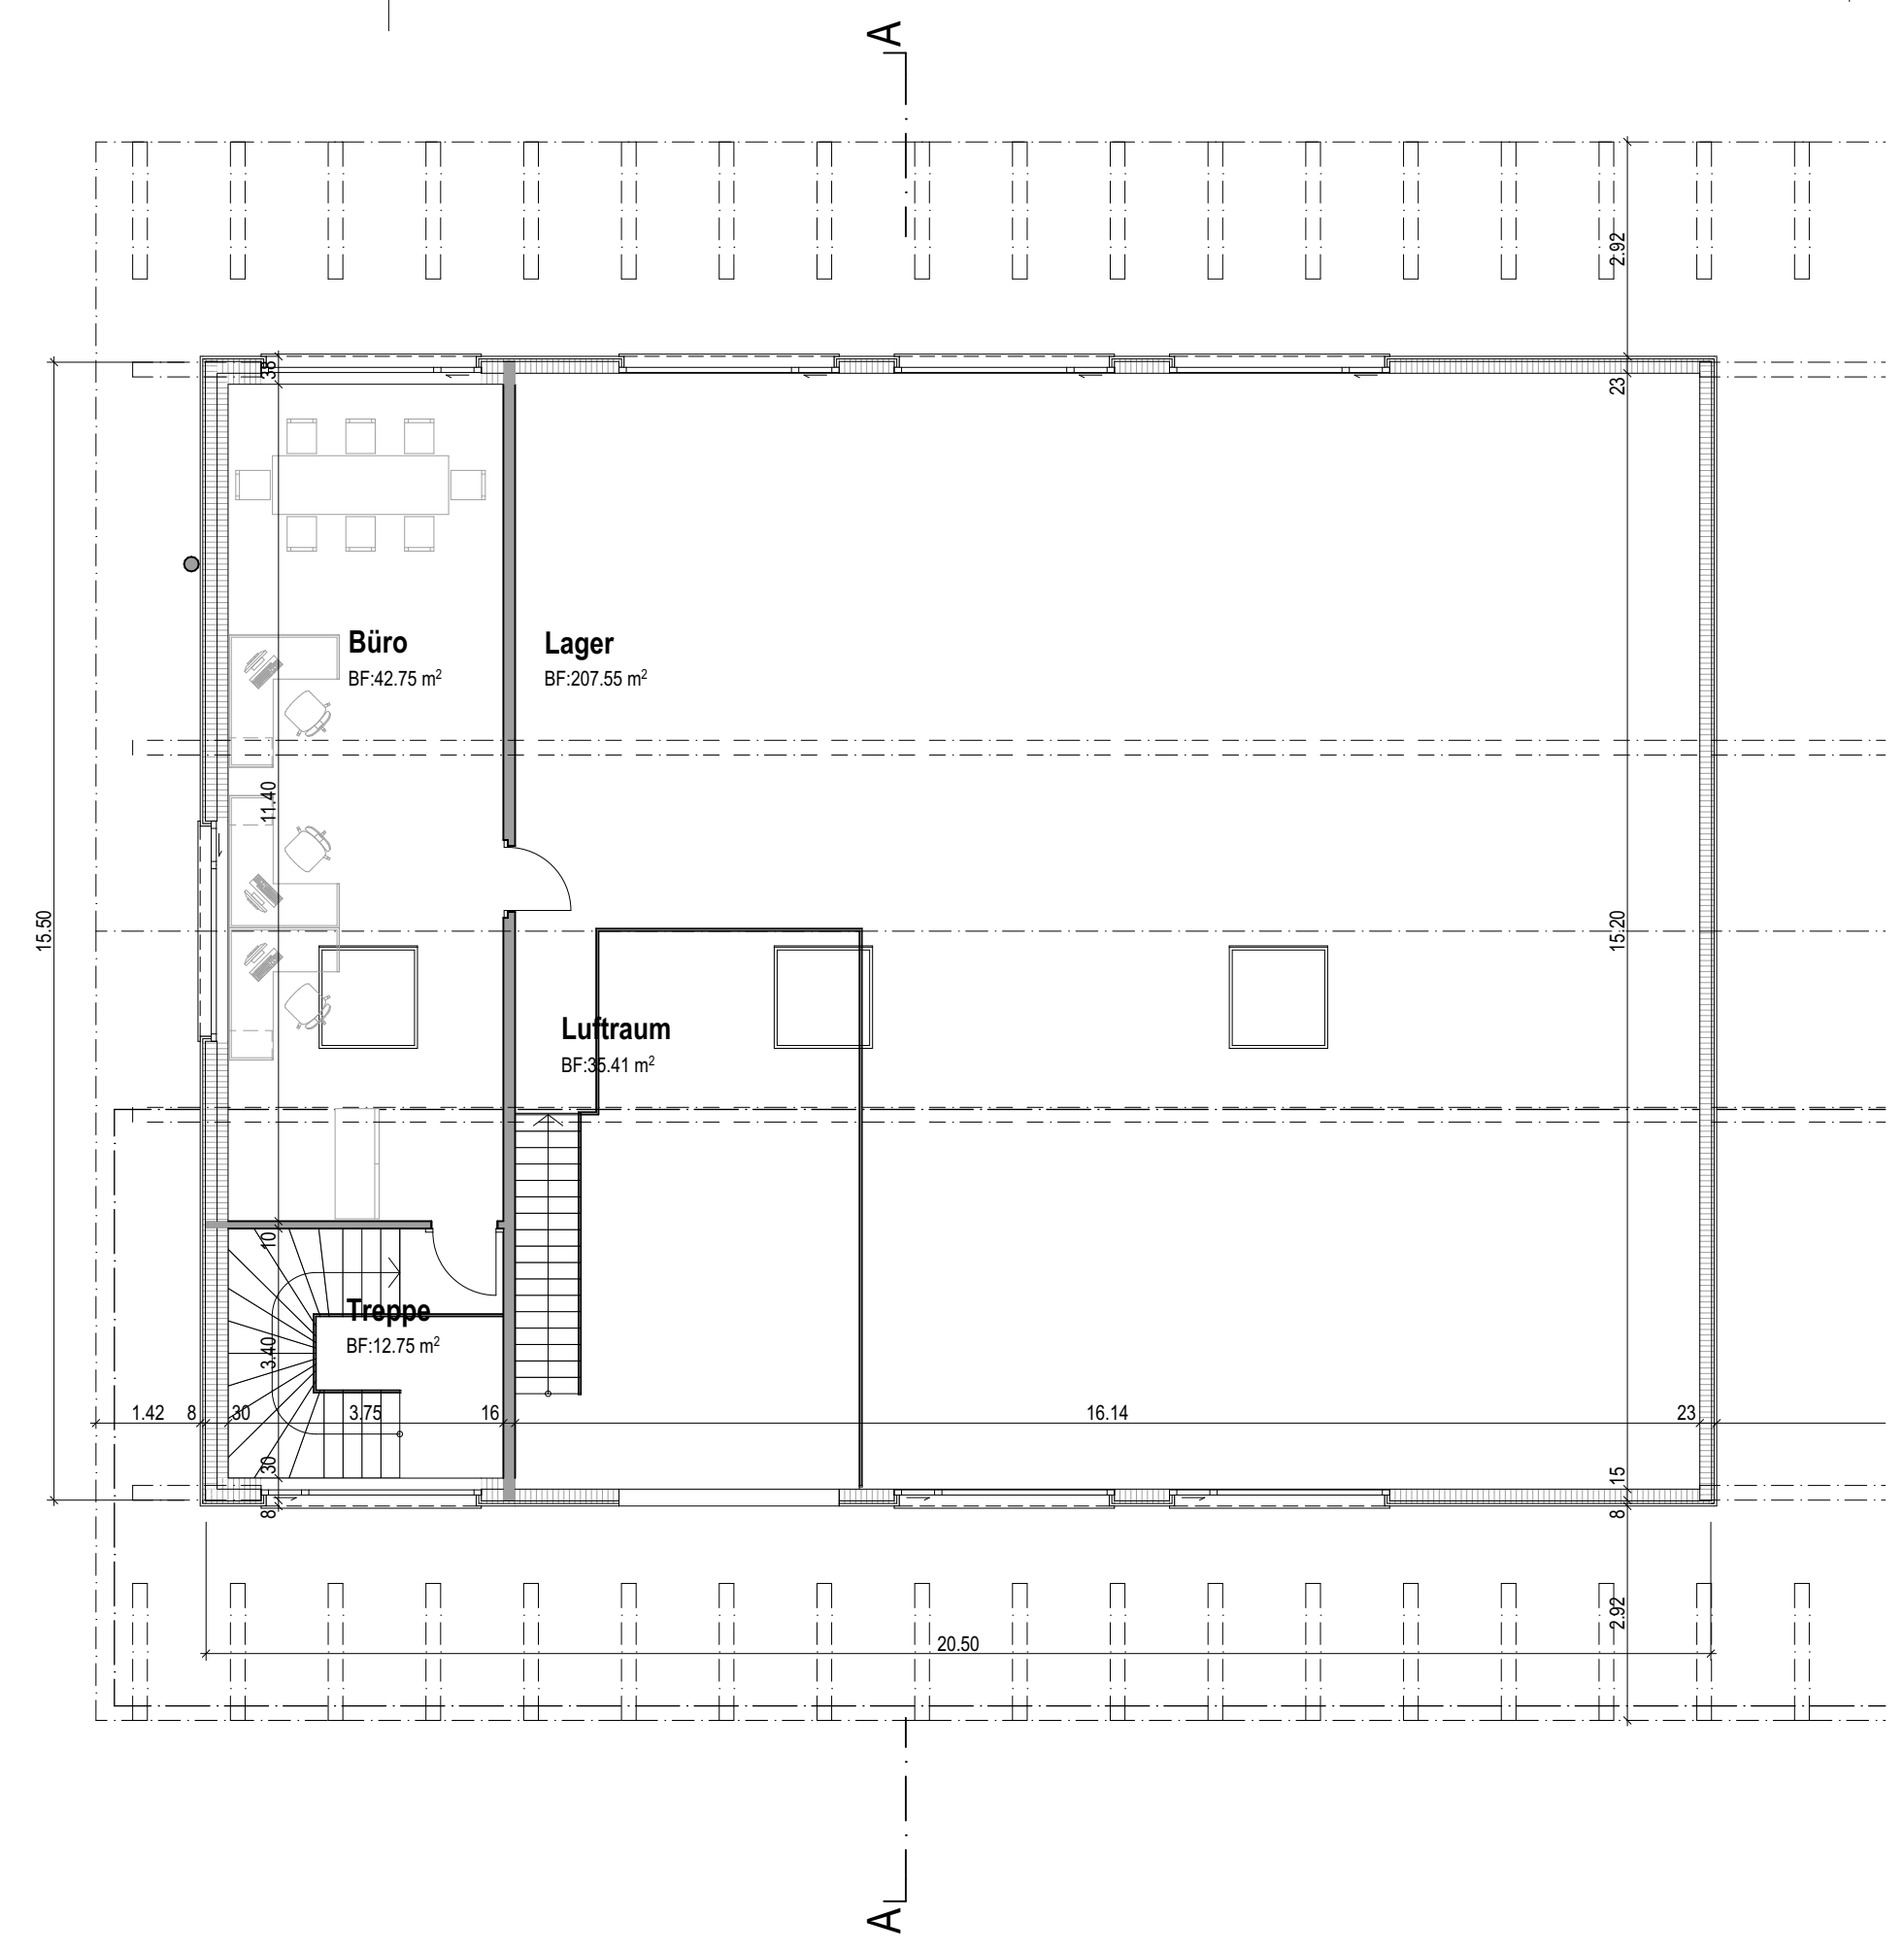 A
2.92
38
23
Büro
BF:42.75 m²
Lager
BF:207.55 m²
11.40
15.50
15.20
Luftraum
BF:35.41 m²
10
Treppe
BF:12.75 m²
3.40
1.42 8 30 3.75 16 16.14 23
30
15
8
8
2.92
20.50
A